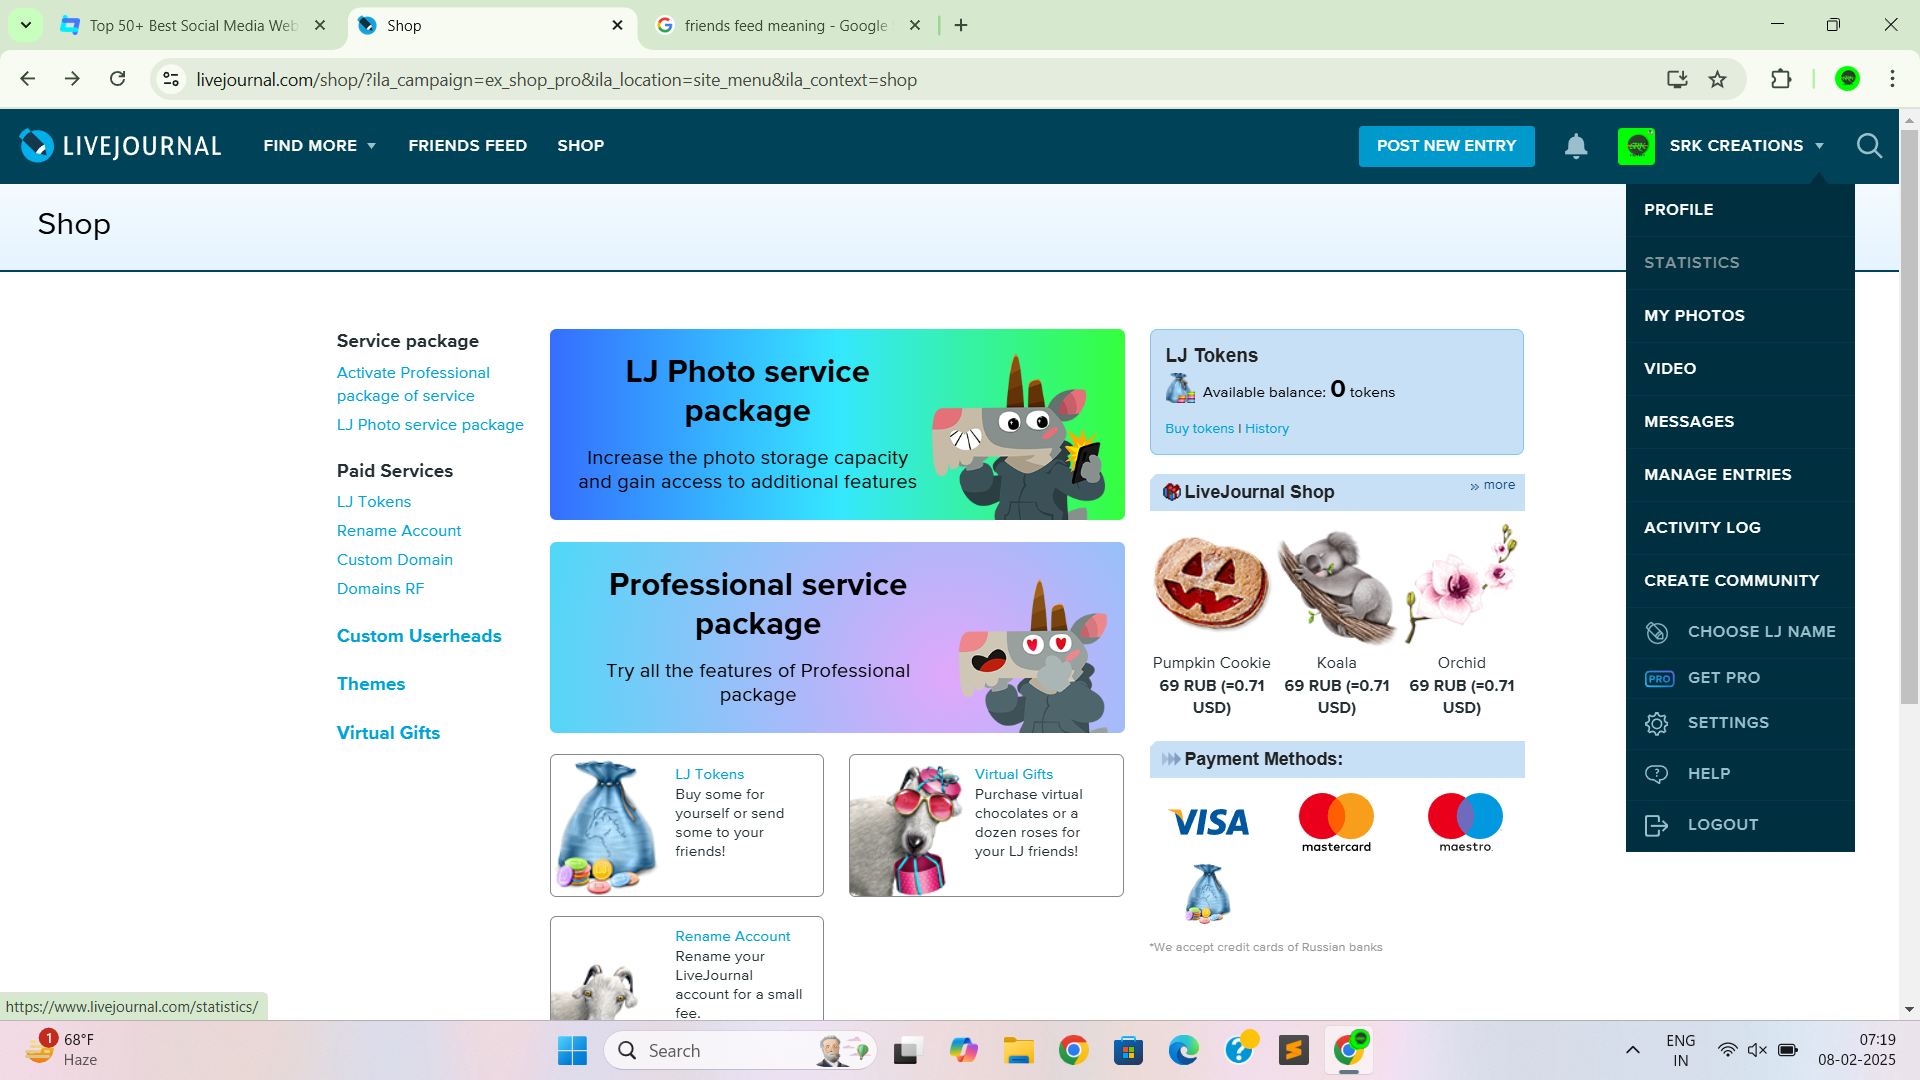 Top 50+ Best Social Media Web
Shop
friends feed meaning - Google
livejournal.com/shop/?ila_campaign=ex_shop_pro&ila_location=site_menu&ila_context=shop
LIVEJOURNAL
FIND MORE
FRIENDS FEED
SHOP
POST NEW ENTRY
SRK CREATIONS
Shop
PROFILE
STATISTICS
MY PHOTOS
VIDEO
MESSAGES
MANAGE ENTRIES
ACTIVITY LOG
CREATE COMMUNITY
CHOOSE LJ NAME
PRO GET PRO
SETTINGS
HELP
LOGOUT
Service package
Activate Professional
package of service
LJ Photo service package
Paid Services
LJ Tokens
Rename Account
Custom Domain
Domains RF
Custom Userheads
Themes
Virtual Gifts
LJ Photo service
package
Increase the photo storage capacity
and gain access to additional features
Professional service
package
Try all the features of Professional
package
LJ Tokens
Buy some for
yourself or send
some to your
friends!
Virtual Gifts
Purchase virtual
chocolates or a
dozen roses for
your LJ friends!
Rename Account
Rename your
LiveJournal
account for a small
fee.
LJ Tokens
Available balance: 0 tokens
Buy tokens | History
LiveJournal Shop
» more
Pumpkin Cookie
69 RUB (=0.71
USD)
Koala
69 RUB (=0.71
USD)
Orchid
69 RUB (=0.71
USD)
Payment Methods:
VISA
mastercard
maestro
*We accept credit cards of Russian banks
https://www.livejournal.com/statistics/
1
68°F
Haze
Search
ENG
IN
07:19
08-02-2025